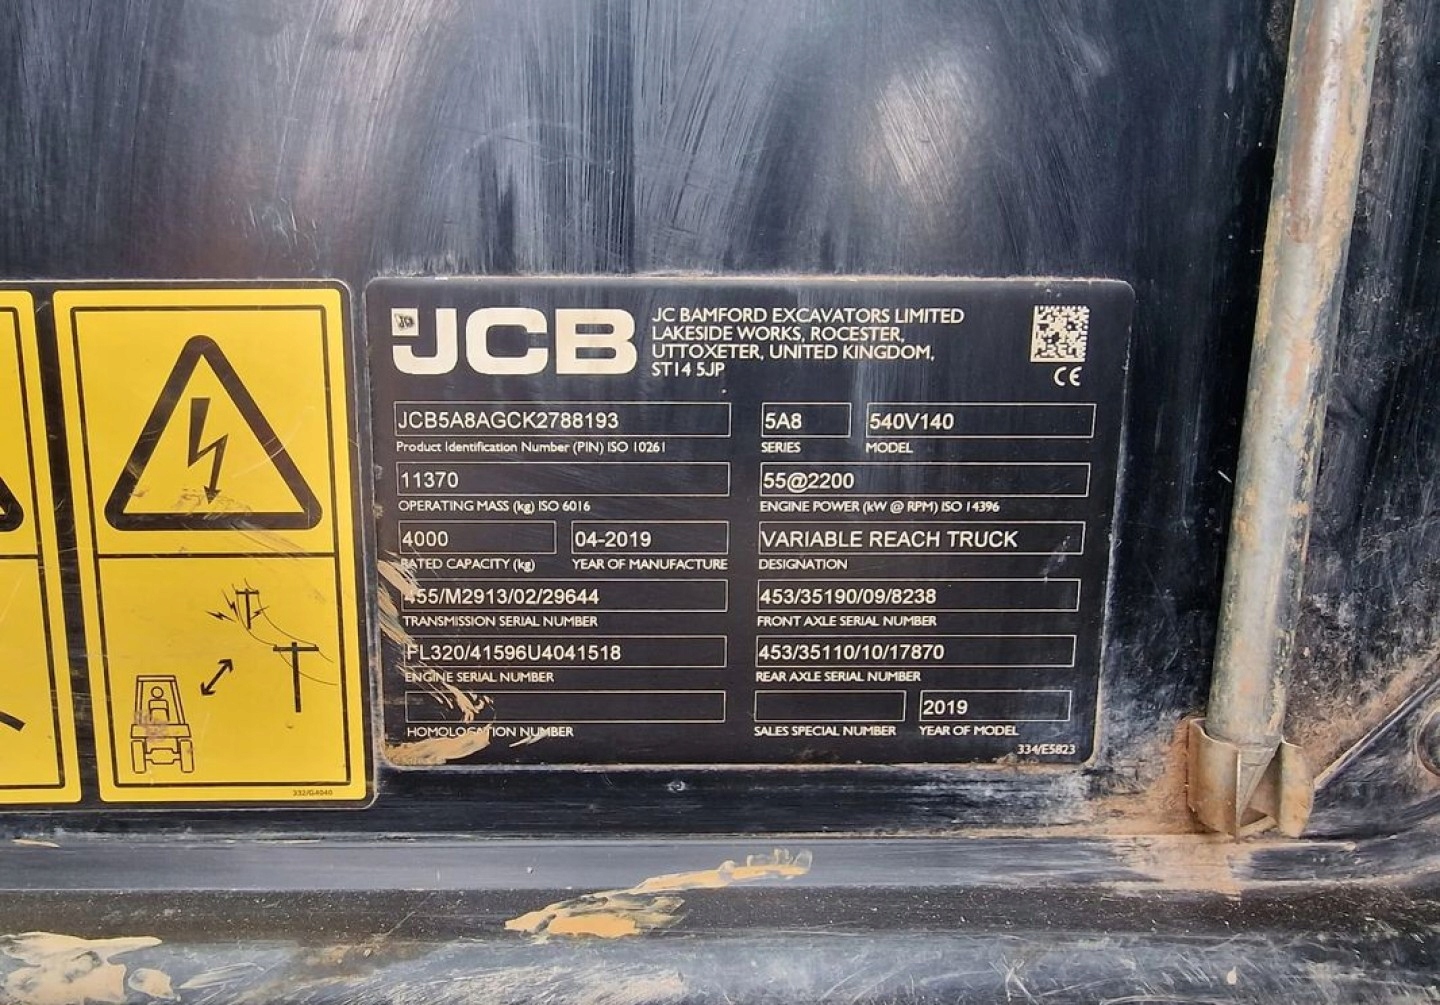 JCB
JC BAMFORD EXCAVATORS LIMITED
LAKESIDE WORKS, ROCESTER,
UTTOXETER, UNITED KINGDOM,
ST14 5JP
CE
JCB5A8AGCK2788193
5A8
540V140
Product Identification Number (PIN) ISO 10261
SERIES
MODEL
11370
55@2200
OPERATING MASS (kg) ISO 6016
ENGINE POWER (kW @ RPM) ISO 14396
4000
04-2019
VARIABLE REACH TRUCK
RATED CAPACITY (kg)
YEAR OF MANUFACTURE
DESIGNATION
455/M2913/02/29644
453/35190/09/8238
TRANSMISSION SERIAL NUMBER
FRONT AXLE SERIAL NUMBER
FL320/41596U4041518
453/35110/10/17870
ENGINE SERIAL NUMBER
REAR AXLE SERIAL NUMBER
2019
HOMOLOGATION NUMBER
SALES SPECIAL NUMBER
YEAR OF MODEL
334/E5823
332/G4040